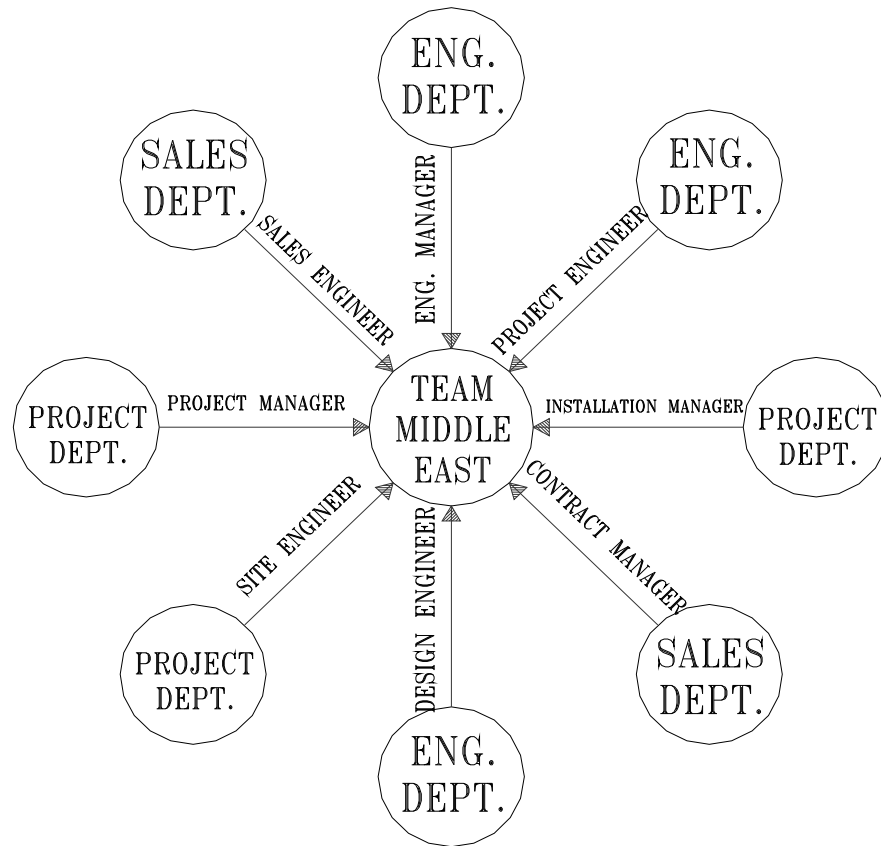 ENG.
DEPT.
SALES
DEPT.
ENG.
DEPT.
SALES ENGINEER
ENG. MANAGER
PROJECT ENGINEER
PROJECT
DEPT.
PROJECT MANAGER
TEAM
MIDDLE
EAST
INSTALLATION MANAGER
PROJECT
DEPT.
SITE ENGINEER
DESIGN ENGINEER
CONTRACT MANAGER
PROJECT
DEPT.
ENG.
DEPT.
SALES
DEPT.